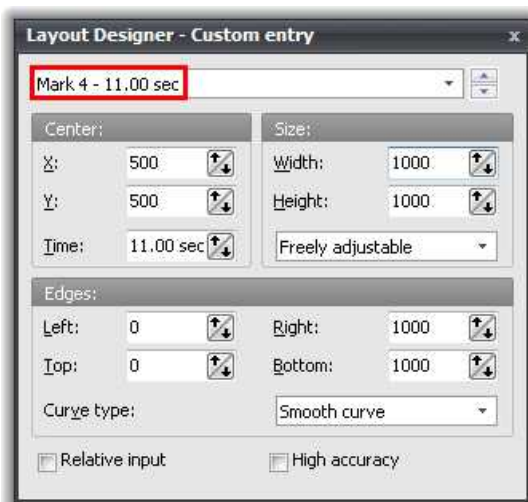 Layout Designer - Custom entry x
Mark 4 - 11.00 sec
Center: Size:
X: 500 Width: 1000
Y: 500 Height: 1000
Time: 11.00 sec Freely adjustable
Edges:
Left: 0 Right: 1000
Top: 0 Bottom: 1000
Curve type: Smooth curve
Relative input High accuracy